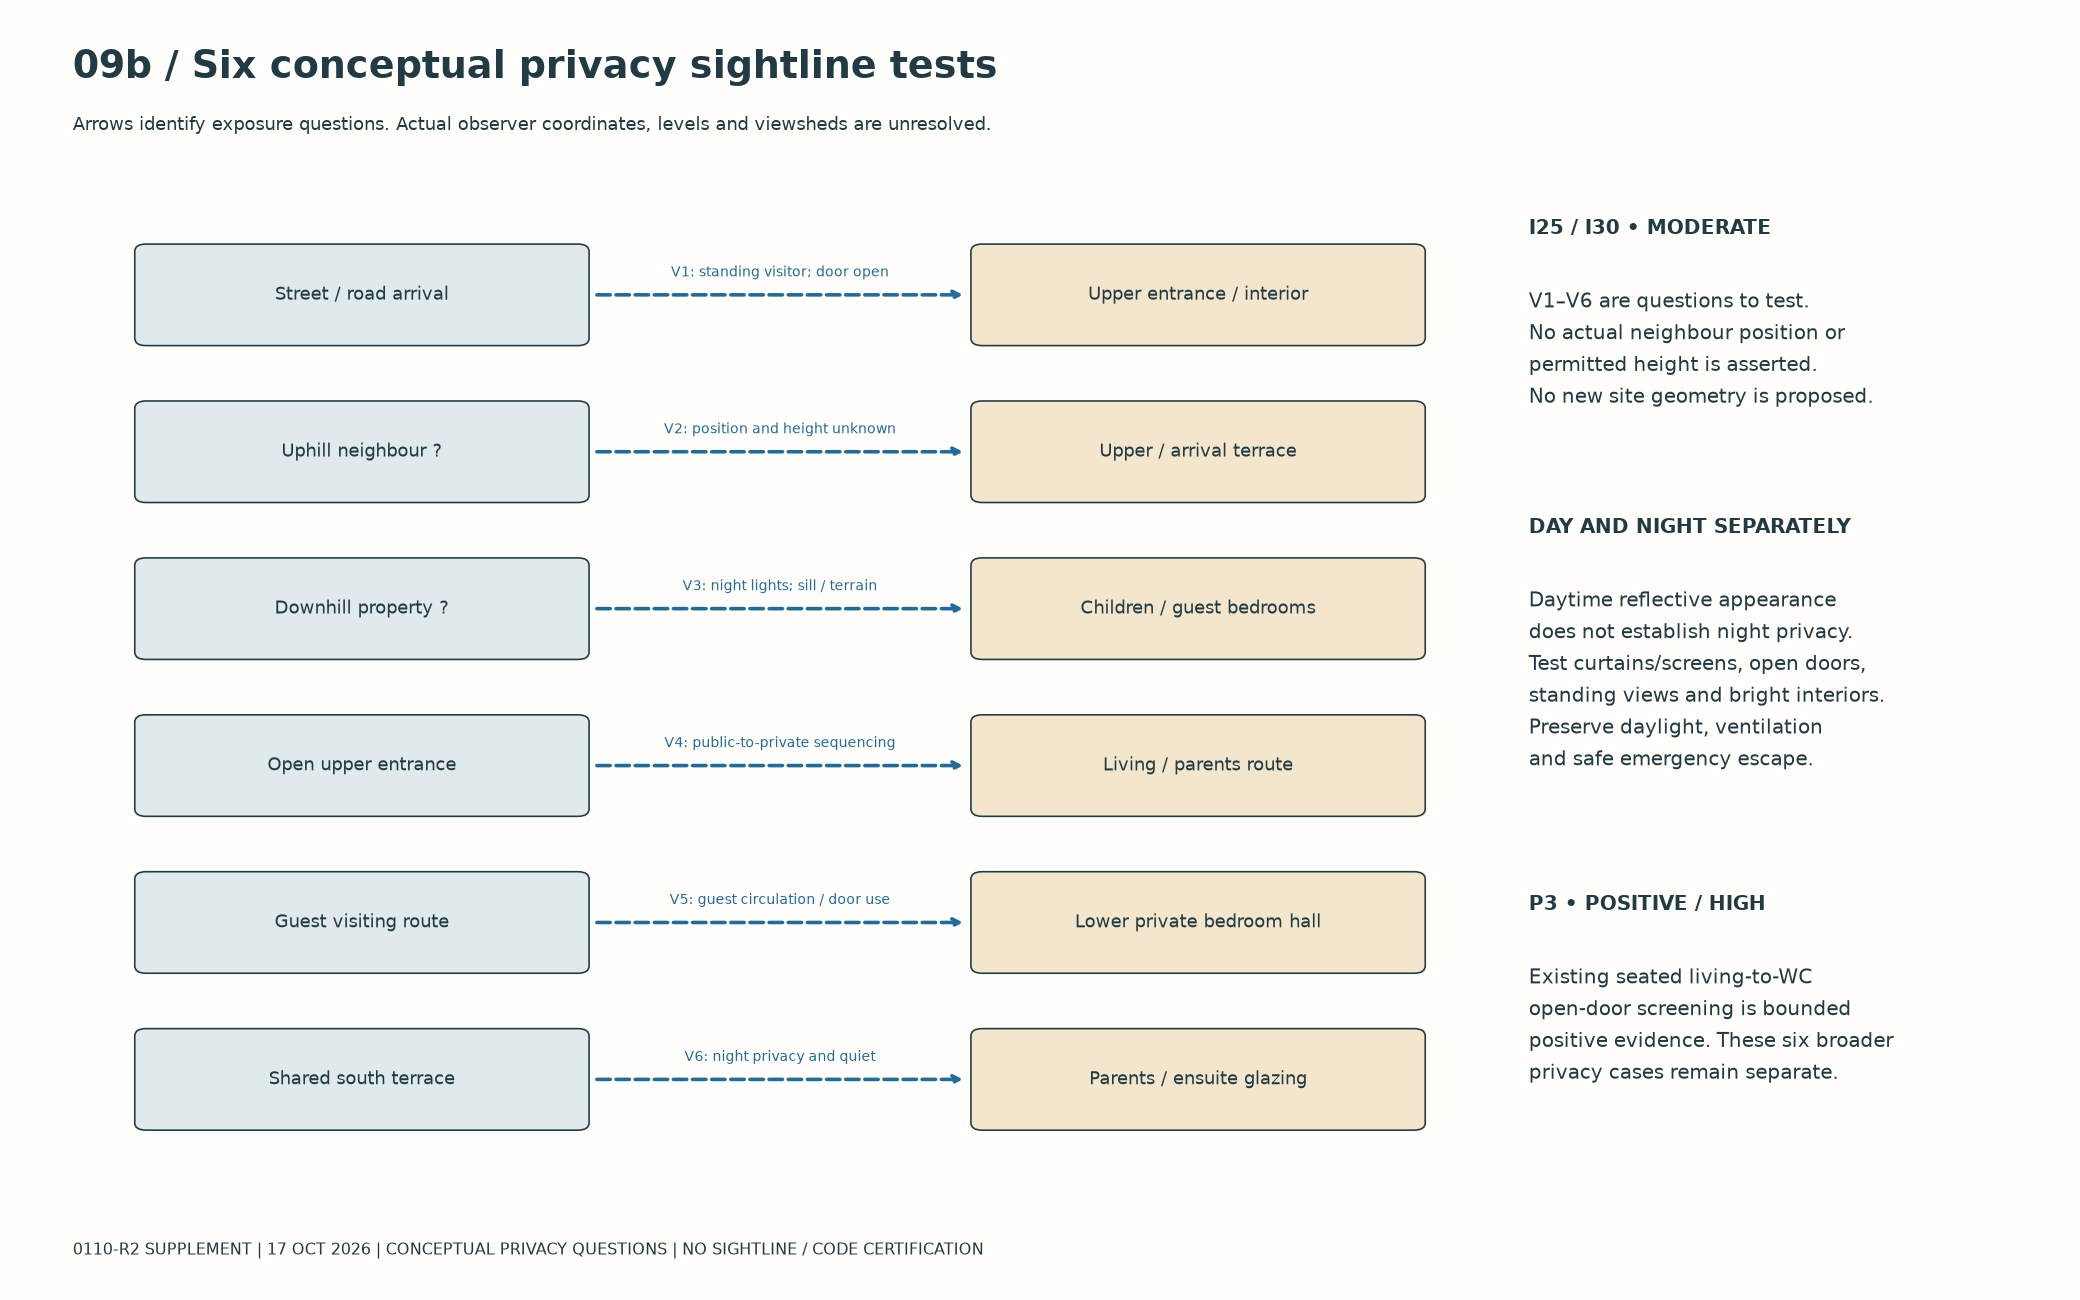 09b / Six conceptual privacy sightline tests
Arrows identify exposure questions. Actual observer coordinates, levels and viewsheds are unresolved.
Street / road arrival
V1: standing visitor; door open
Upper entrance / interior
Uphill neighbour ?
V2: position and height unknown
Upper / arrival terrace
Downhill property ?
V3: night lights; sill / terrain
Children / guest bedrooms
Open upper entrance
V4: public-to-private sequencing
Living / parents route
Guest visiting route
V5: guest circulation / door use
Lower private bedroom hall
Shared south terrace
V6: night privacy and quiet
Parents / ensuite glazing
I25 / I30 • MODERATE
V1–V6 are questions to test.
No actual neighbour position or
permitted height is asserted.
No new site geometry is proposed.
DAY AND NIGHT SEPARATELY
Daytime reflective appearance
does not establish night privacy.
Test curtains/screens, open doors,
standing views and bright interiors.
Preserve daylight, ventilation
and safe emergency escape.
P3 • POSITIVE / HIGH
Existing seated living-to-WC
open-door screening is bounded
positive evidence. These six broader
privacy cases remain separate.
0110-R2 SUPPLEMENT | 17 OCT 2026 | CONCEPTUAL PRIVACY QUESTIONS | NO SIGHTLINE / CODE CERTIFICATION